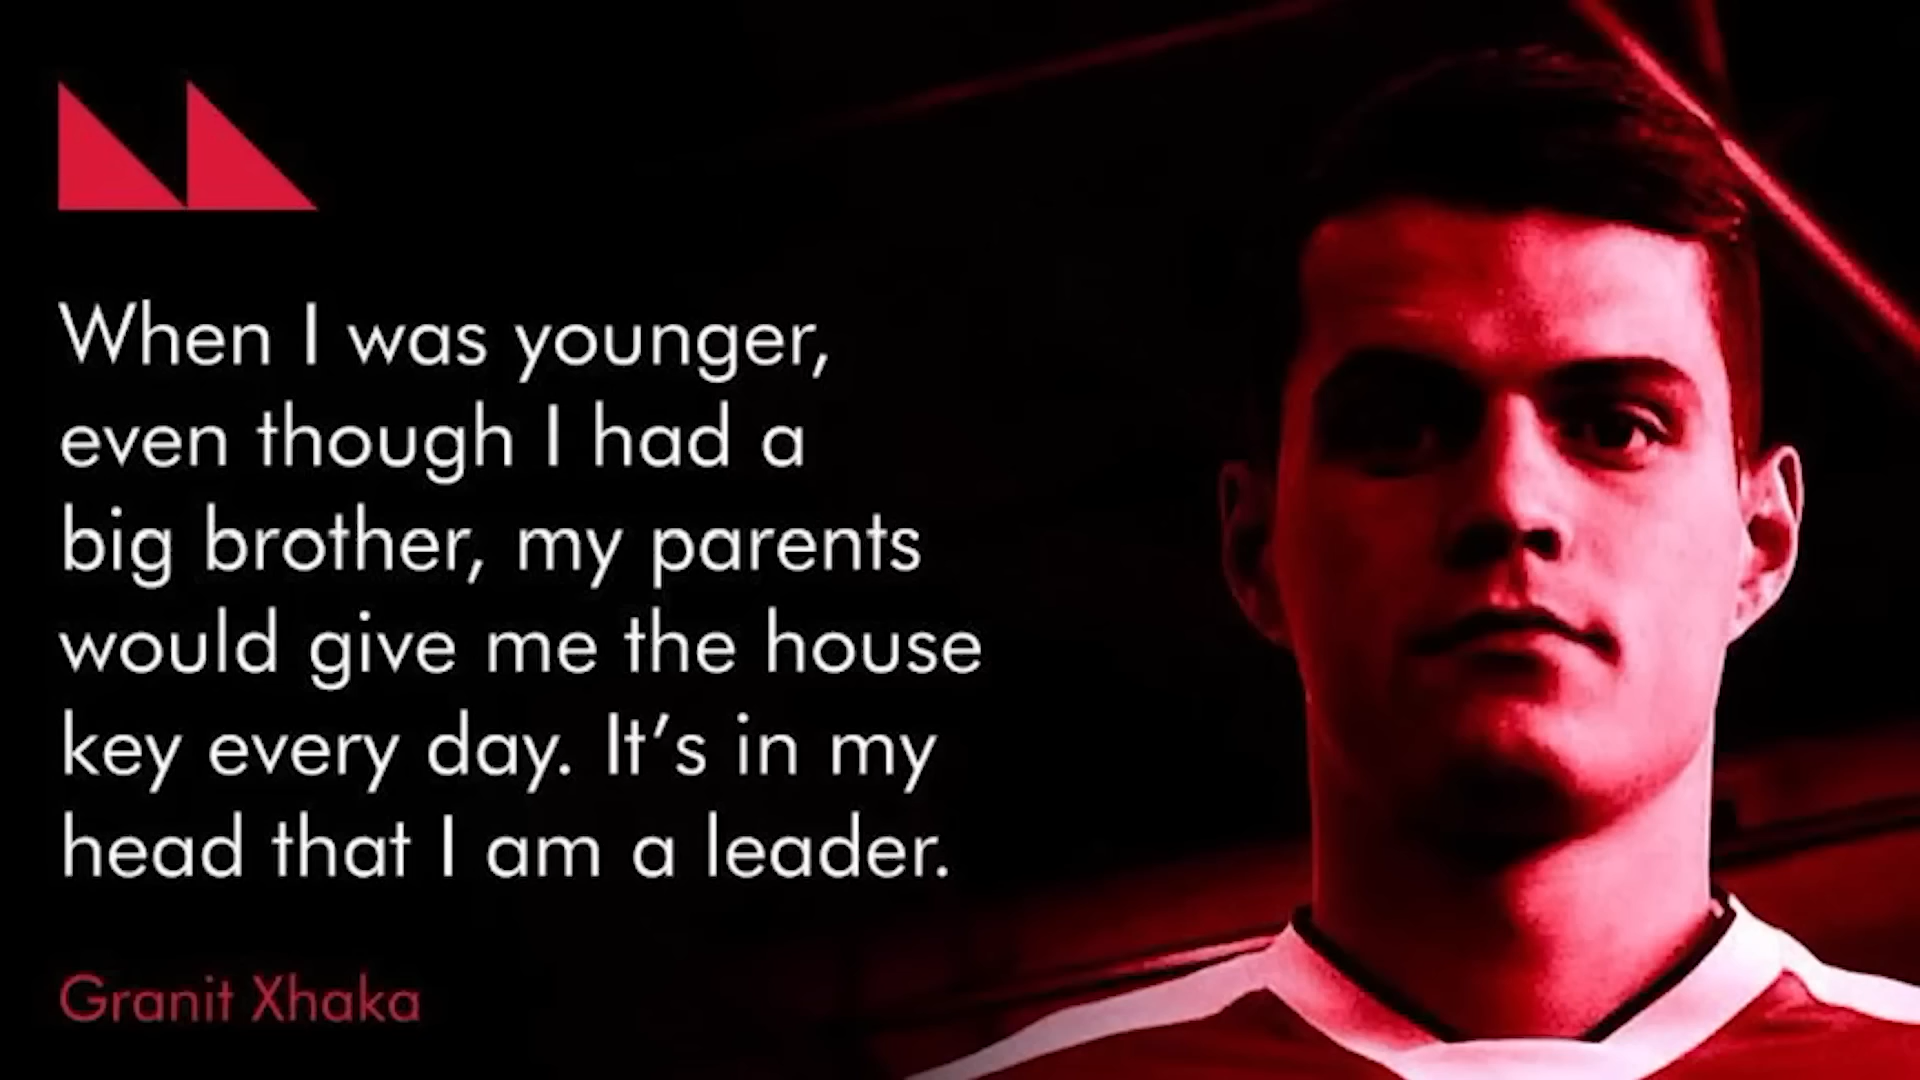 When I was younger,
even though I had a
big brother, my parents
would give me the house
key every day. It’s in my
head that I am a leader.
Granit Xhaka